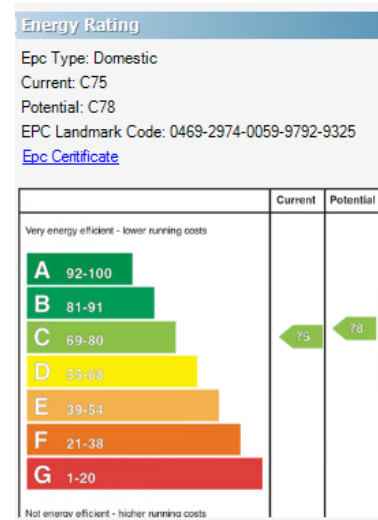 Energy Rating
Epc Type: Domestic
Current: C75
Potential: C78
EPC Landmark Code: 0469-2974-0059-9792-9325
Epc Ceritificate
Current Potential
Very energy efficient - lower running costs
A 92-100
B 81-91
C 69-80 75 78
D 55-68
E 39-54
F 21-38
G 1-20
Not energy efficient - higher running costs